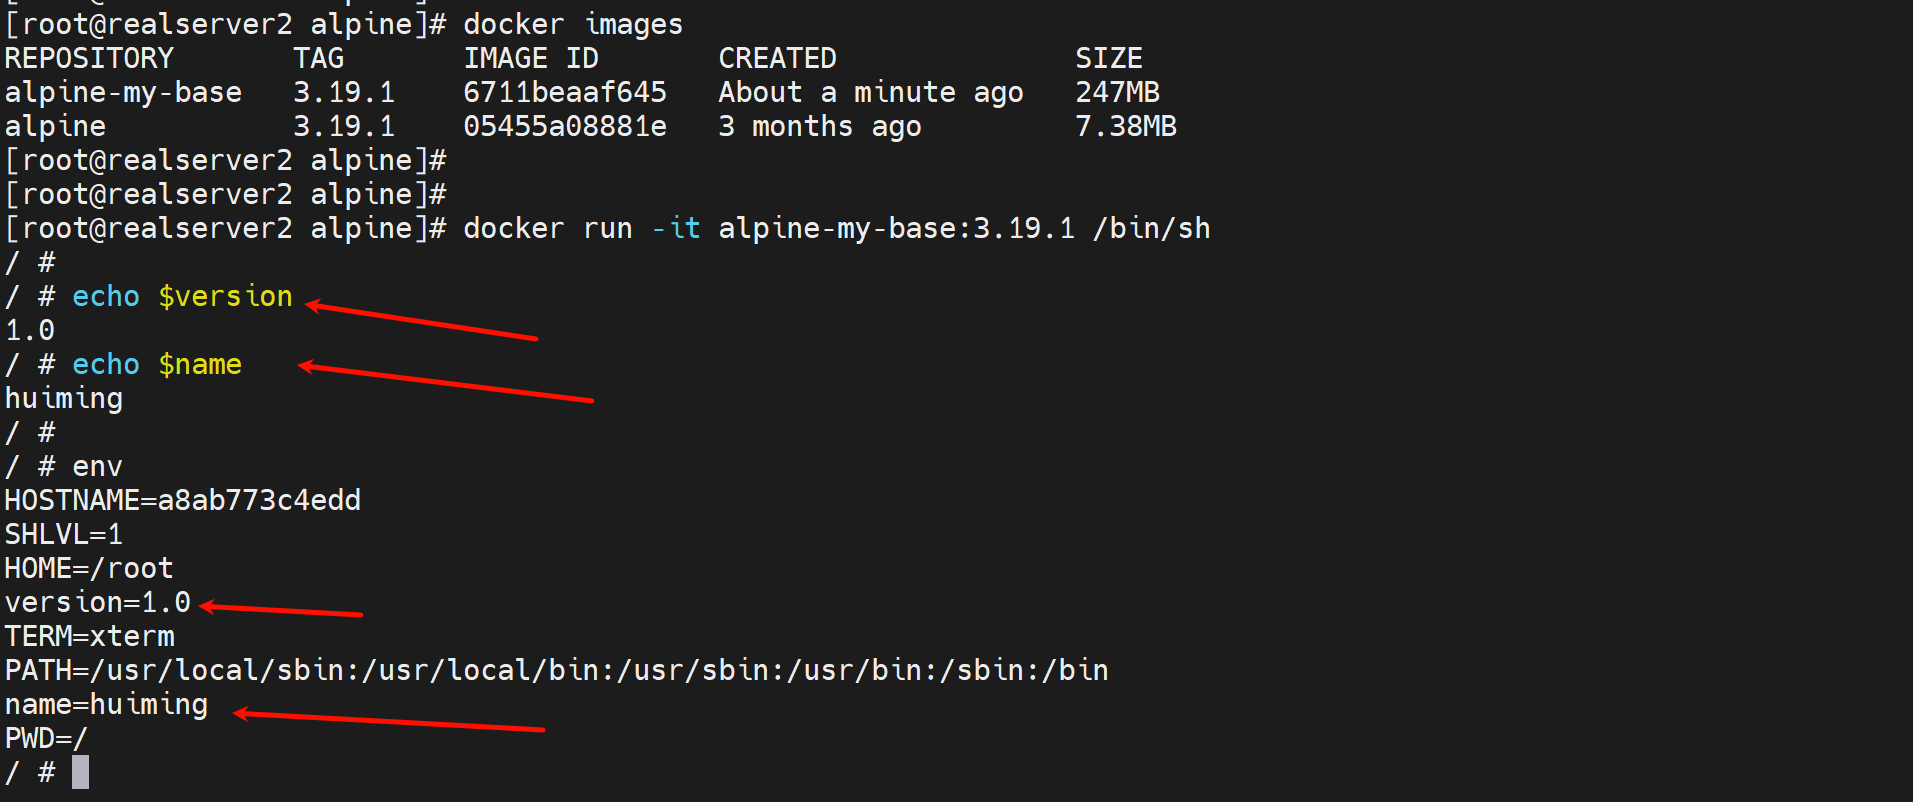 [root@realserver2 alpine]# docker images
REPOSITORY TAG IMAGE ID CREATED SIZE
alpine-my-base 3.19.1 6711beaaf645 About a minute ago 247MB
alpine 3.19.1 05455a08881e 3 months ago 7.38MB
[root@realserver2 alpine]#
[root@realserver2 alpine]#
[root@realserver2 alpine]# docker run -it alpine-my-base:3.19.1 /bin/sh
/ #
/ # echo $version
1.0
/ # echo $name
huiming
/ #
/ # env
HOSTNAME=a8ab773c4edd
SHLVL=1
HOME=/root
version=1.0
TERM=xterm
PATH=/usr/local/sbin:/usr/local/bin:/usr/sbin:/usr/bin:/sbin:/bin
name=huiming
PWD=/
/ #